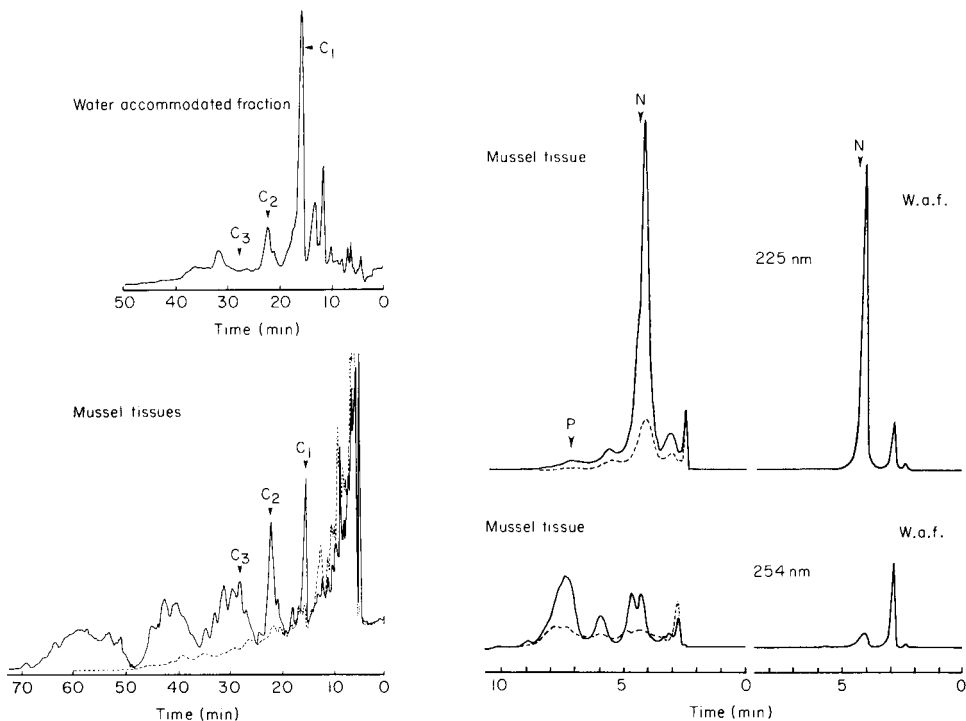 C1
Water accommodated fraction
C2
C3
50 40 30 20 10 0
Time (min)
Mussel tissues
C1
C2
C3
70 60 50 40 30 20 10 0
Time (min)
N
Mussel tissue
P
N
W.a.f.
225 nm
Mussel tissue
W.a.f.
254 nm
10 5 0 5 0
Time (min) Time (min)